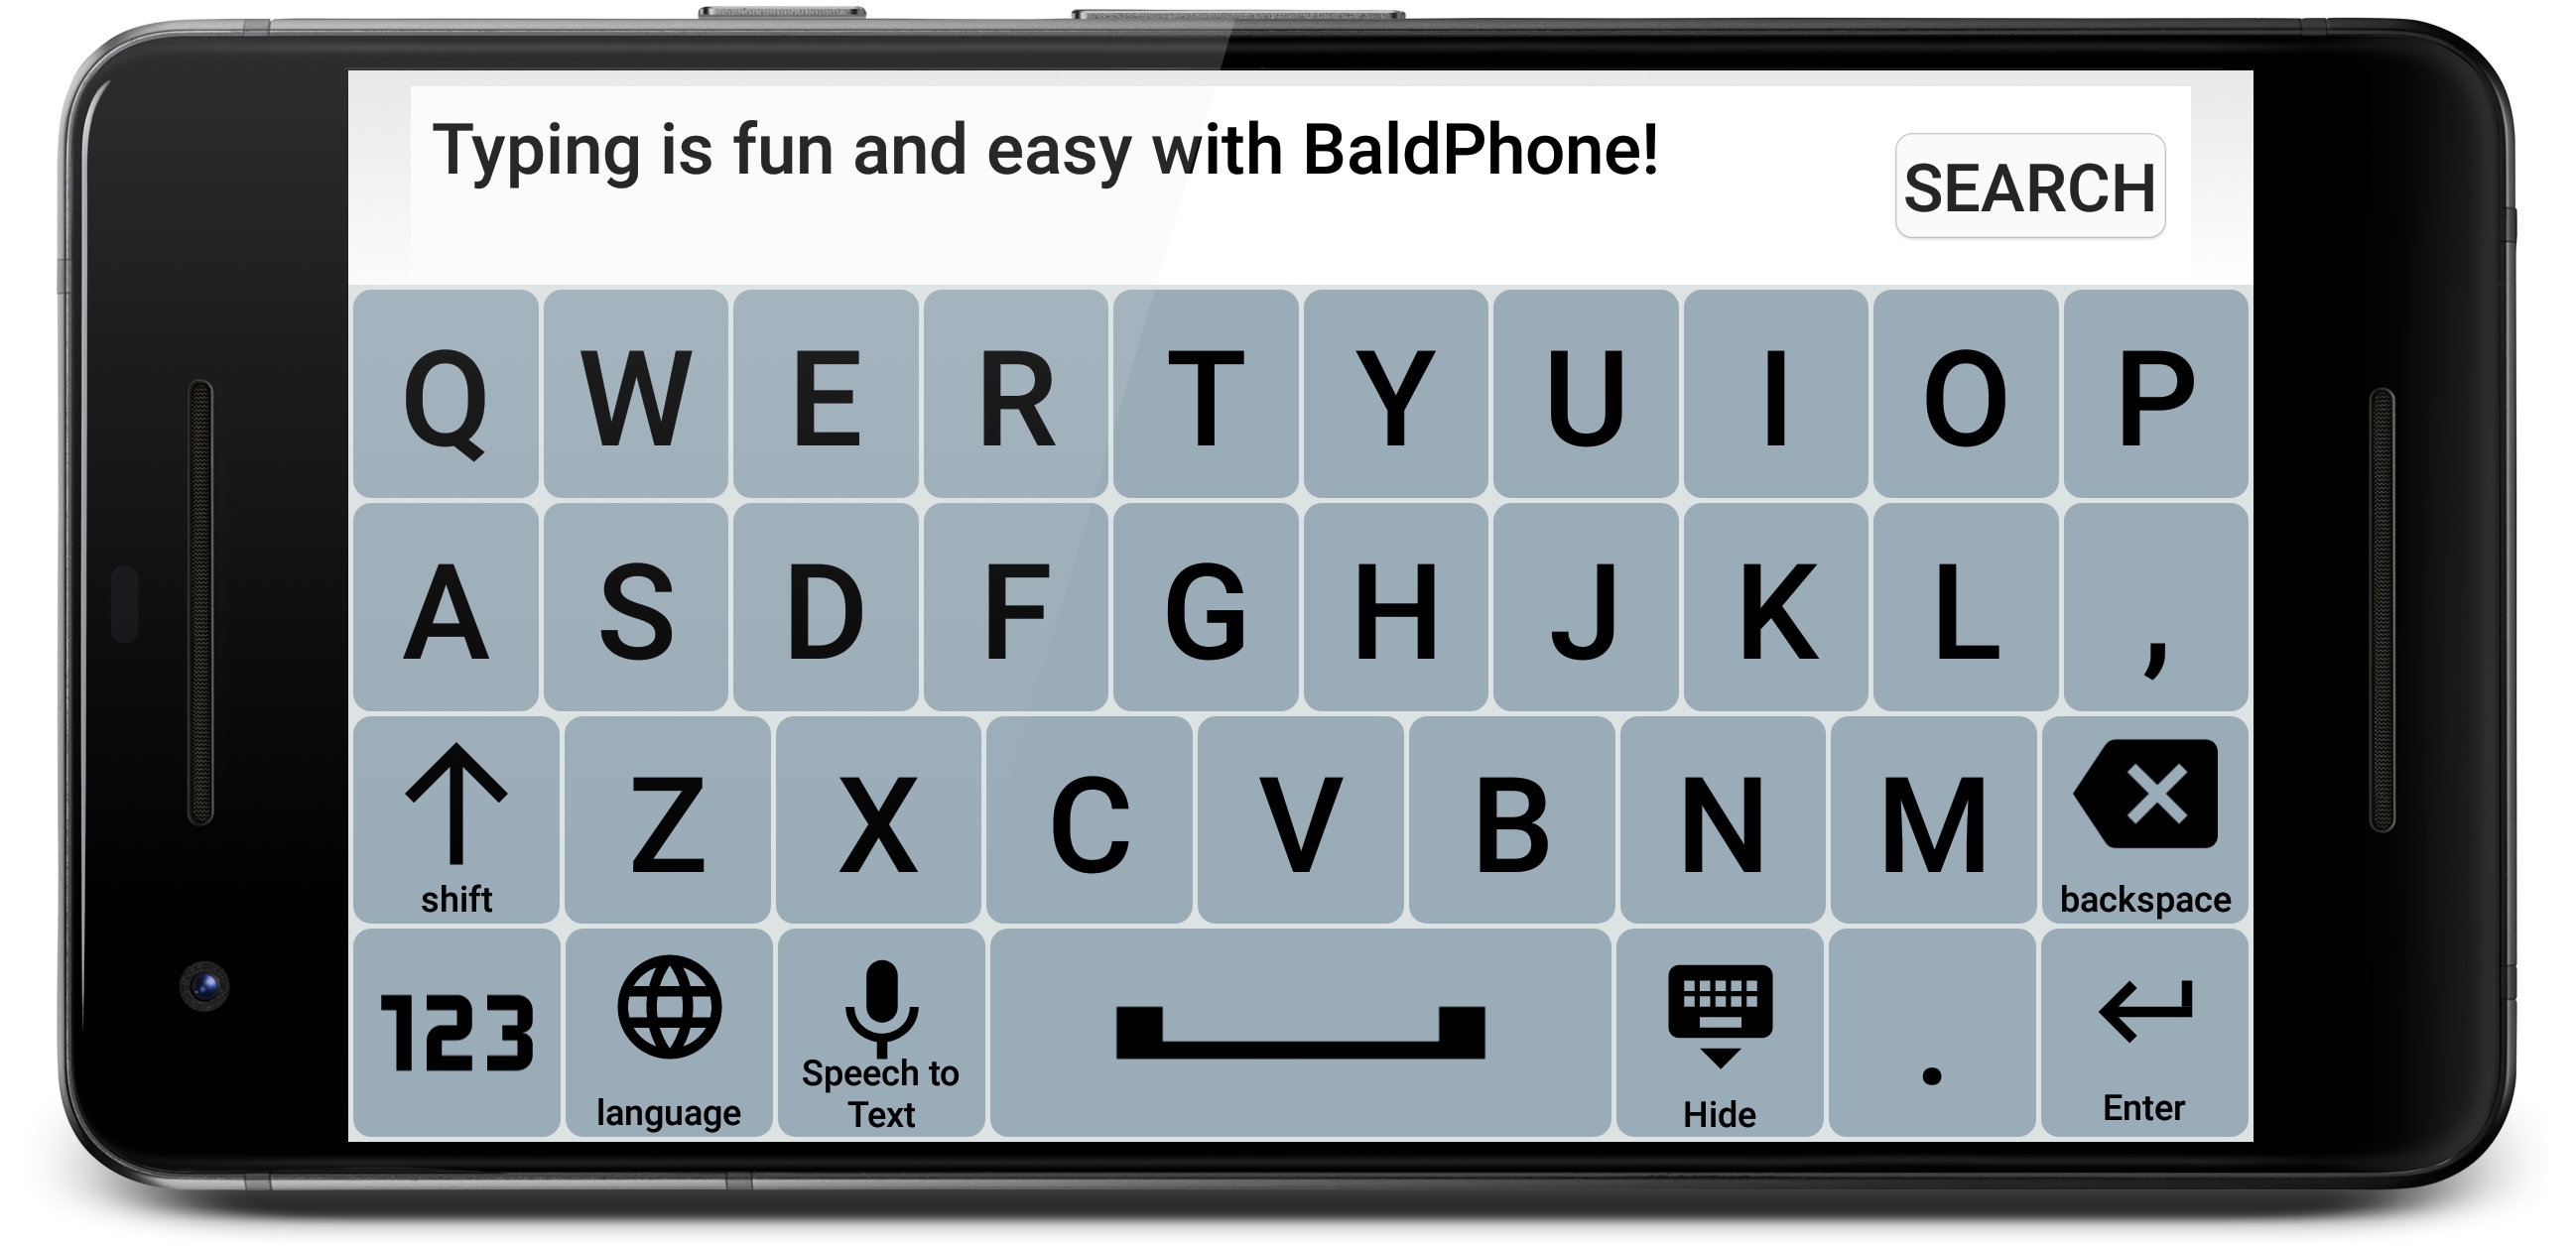 Typing is fun and easy with BaldPhone!
SEARCH
Q W E R T Y U I O P
A S D F G H J K L ,
shift Z X C V B N M backspace
123 language Speech to Text Hide . Enter